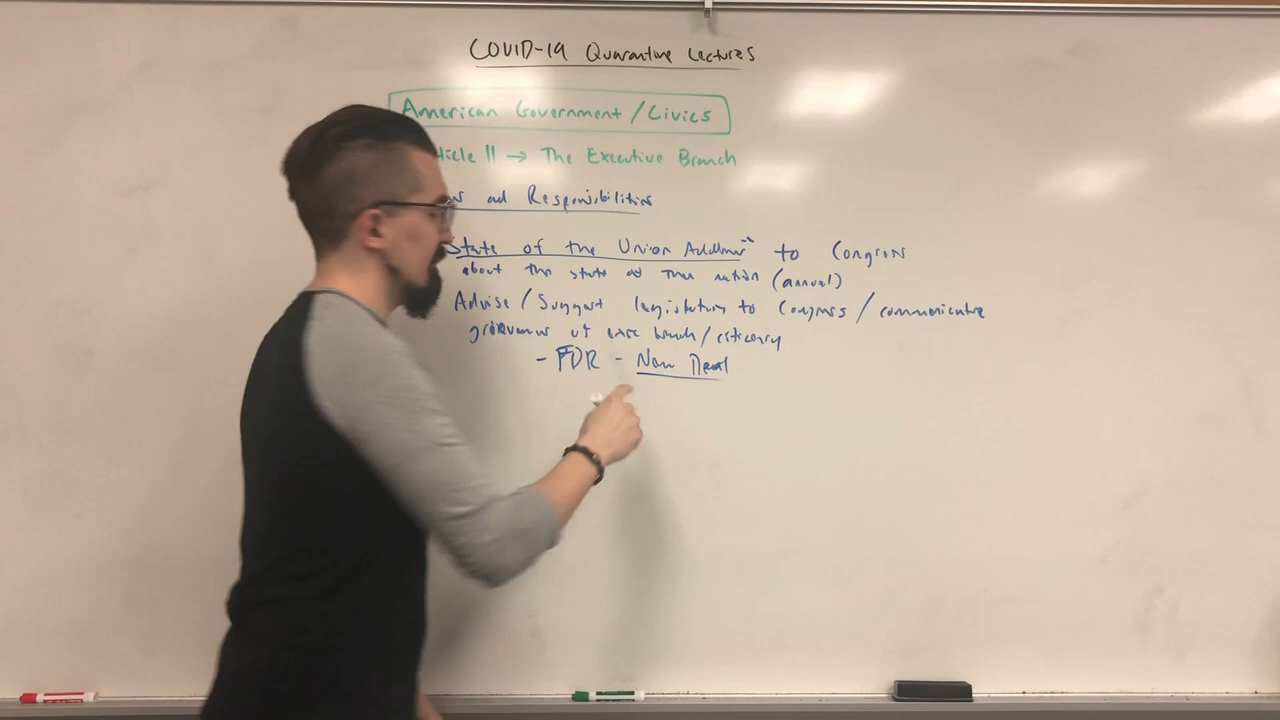 COVID-19 Quarantine Lectures
American Government/Civics
ticle II → The Executive Branch
and Responsibilities
State of the Union Address" to Congress
about the state of the nation (annual)
Advise/Suggest legislation to Congress/communicate
grievances of exec branch/citizenry
- FDR - New Deal